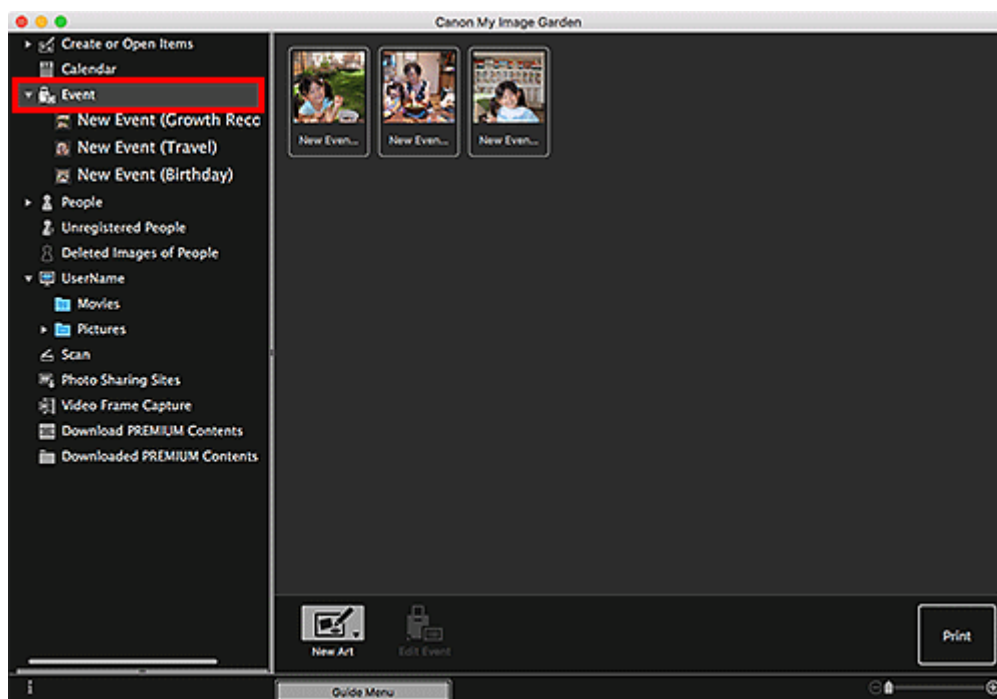 Canon My Image Garden
Create or Open Items
Calendar
Event
New Event (Growth Reco
New Event (Travel)
New Event (Birthday)
People
Unregistered People
Deleted Images of People
UserName
Movies
Pictures
Scan
Photo Sharing Sites
Video Frame Capture
Download PREMIUM Contents
Downloaded PREMIUM Contents
New Even...
New Even...
New Even...
New Art
Edit Event
Print
Guide Menu